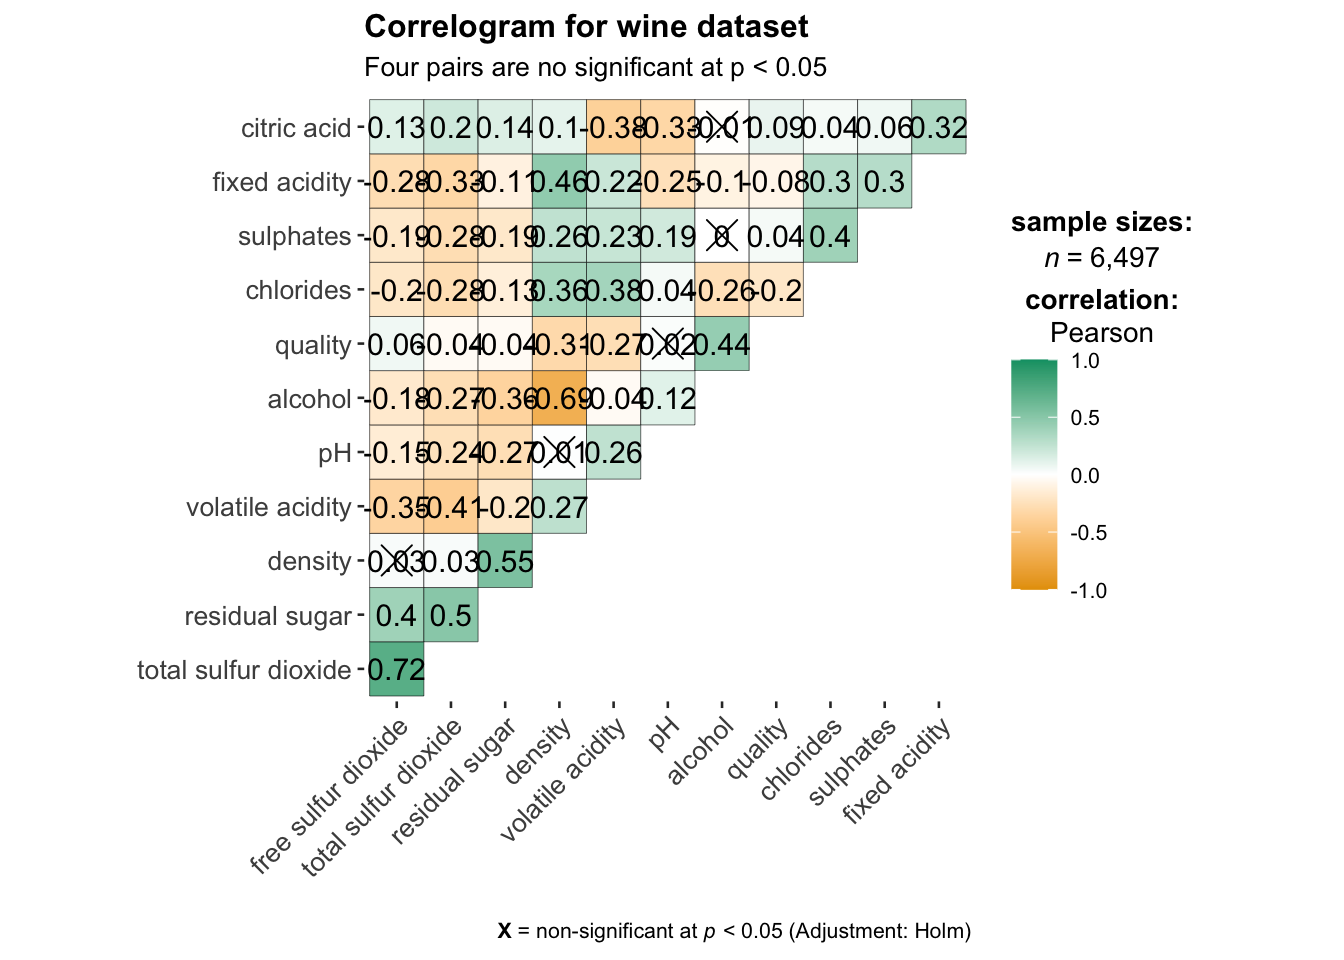 Correlogram for wine dataset
Four pairs are no significant at p < 0.05
citric acid 0.13 0.2 0.14 0.1 -0.38 -0.33 -0.01 0.09 0.04 0.06 0.32
fixed acidity -0.28 -0.33 -0.11 0.46 0.22 -0.25 -0.1 -0.08 0.3 0.3
sulphates -0.19 -0.28 -0.19 0.26 0.23 0.19 0 0.04 0.4
chlorides -0.2 -0.28 -0.13 0.36 0.38 0.04 -0.26 -0.2
quality 0.06 -0.04 -0.04 -0.31 -0.27 0.02 0.44
alcohol -0.18 -0.27 -0.36 -0.69 -0.04 0.12
pH -0.15 -0.24 -0.27 0.01 0.26
volatile acidity -0.35 -0.41 -0.2 0.27
density 0.03 0.03 0.55
residual sugar 0.4 0.5
total sulfur dioxide 0.72
free sulfur dioxide
total sulfur dioxide
residual sugar
density
volatile acidity
pH
alcohol
quality
chlorides
sulphates
fixed acidity
sample sizes:
n = 6,497
correlation:
Pearson
1.0
0.5
0.0
-0.5
-1.0
X = non-significant at p < 0.05 (Adjustment: Holm)